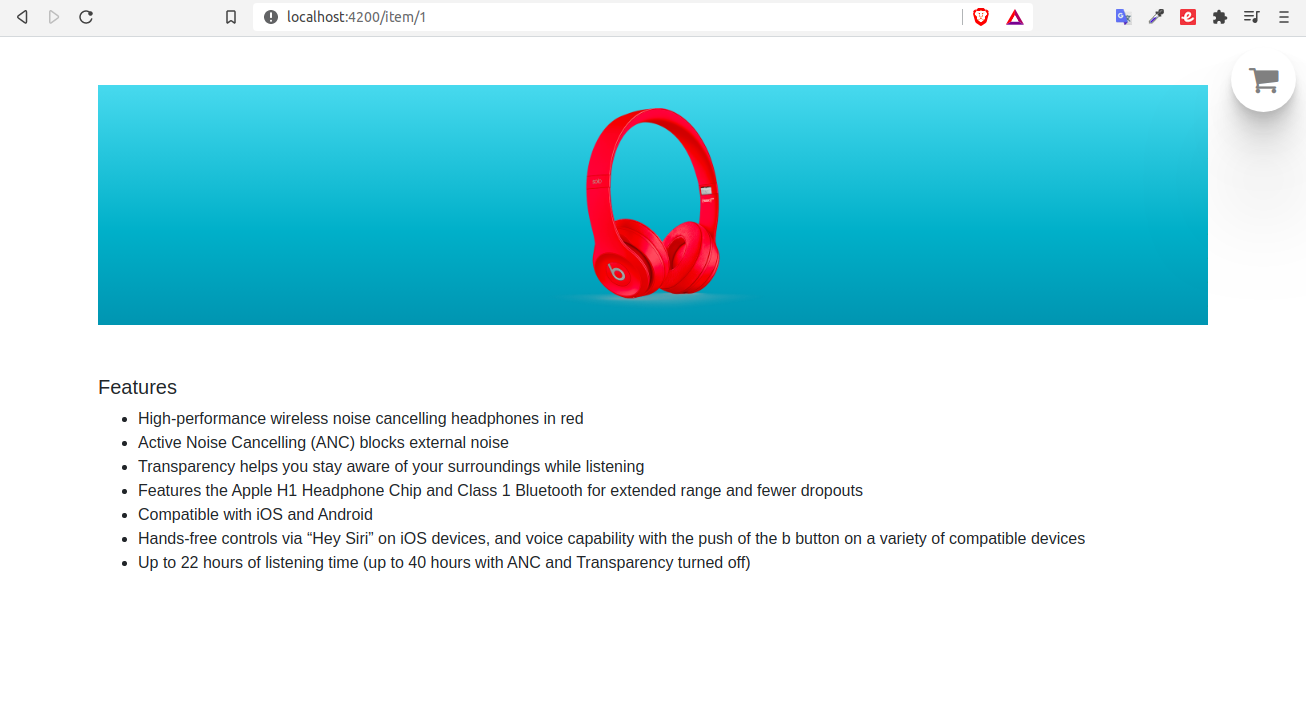 localhost:4200/item/1
Features
High-performance wireless noise cancelling headphones in red
Active Noise Cancelling (ANC) blocks external noise
Transparency helps you stay aware of your surroundings while listening
Features the Apple H1 Headphone Chip and Class 1 Bluetooth for extended range and fewer dropouts
Compatible with iOS and Android
Hands-free controls via “Hey Siri” on iOS devices, and voice capability with the push of the b button on a variety of compatible devices
Up to 22 hours of listening time (up to 40 hours with ANC and Transparency turned off)